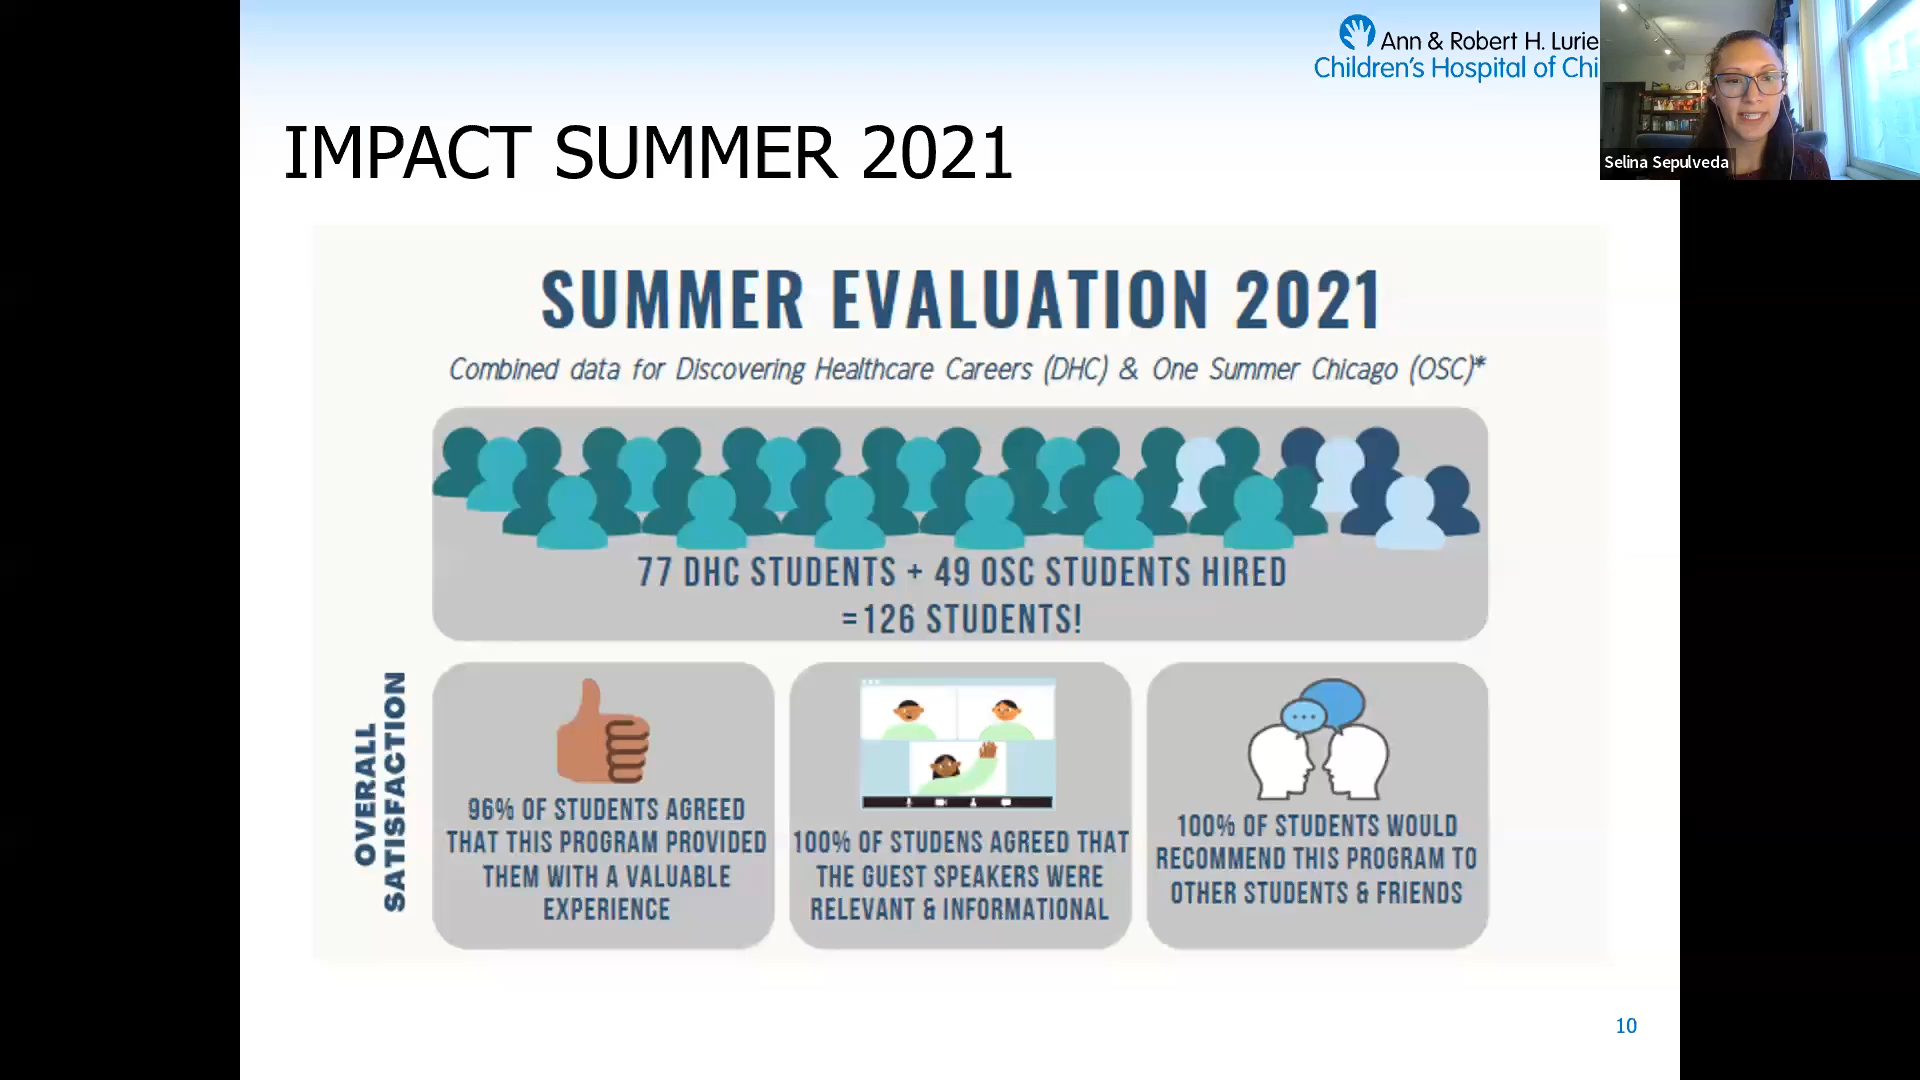 Ann & Robert H. Lurie
Children's Hospital of Chi
Selina Sepulveda
IMPACT SUMMER 2021
SUMMER EVALUATION 2021
Combined data for Discovering Healthcare Careers (DHC) & One Summer Chicago (OSC)*
77 DHC STUDENTS + 49 OSC STUDENTS HIRED
=126 STUDENTS!
OVERALL
SATISFACTION
96% OF STUDENTS AGREED
THAT THIS PROGRAM PROVIDED
THEM WITH A VALUABLE
EXPERIENCE
100% OF STUDENS AGREED THAT
THE GUEST SPEAKERS WERE
RELEVANT & INFORMATIONAL
100% OF STUDENTS WOULD
RECOMMEND THIS PROGRAM TO
OTHER STUDENTS & FRIENDS
10